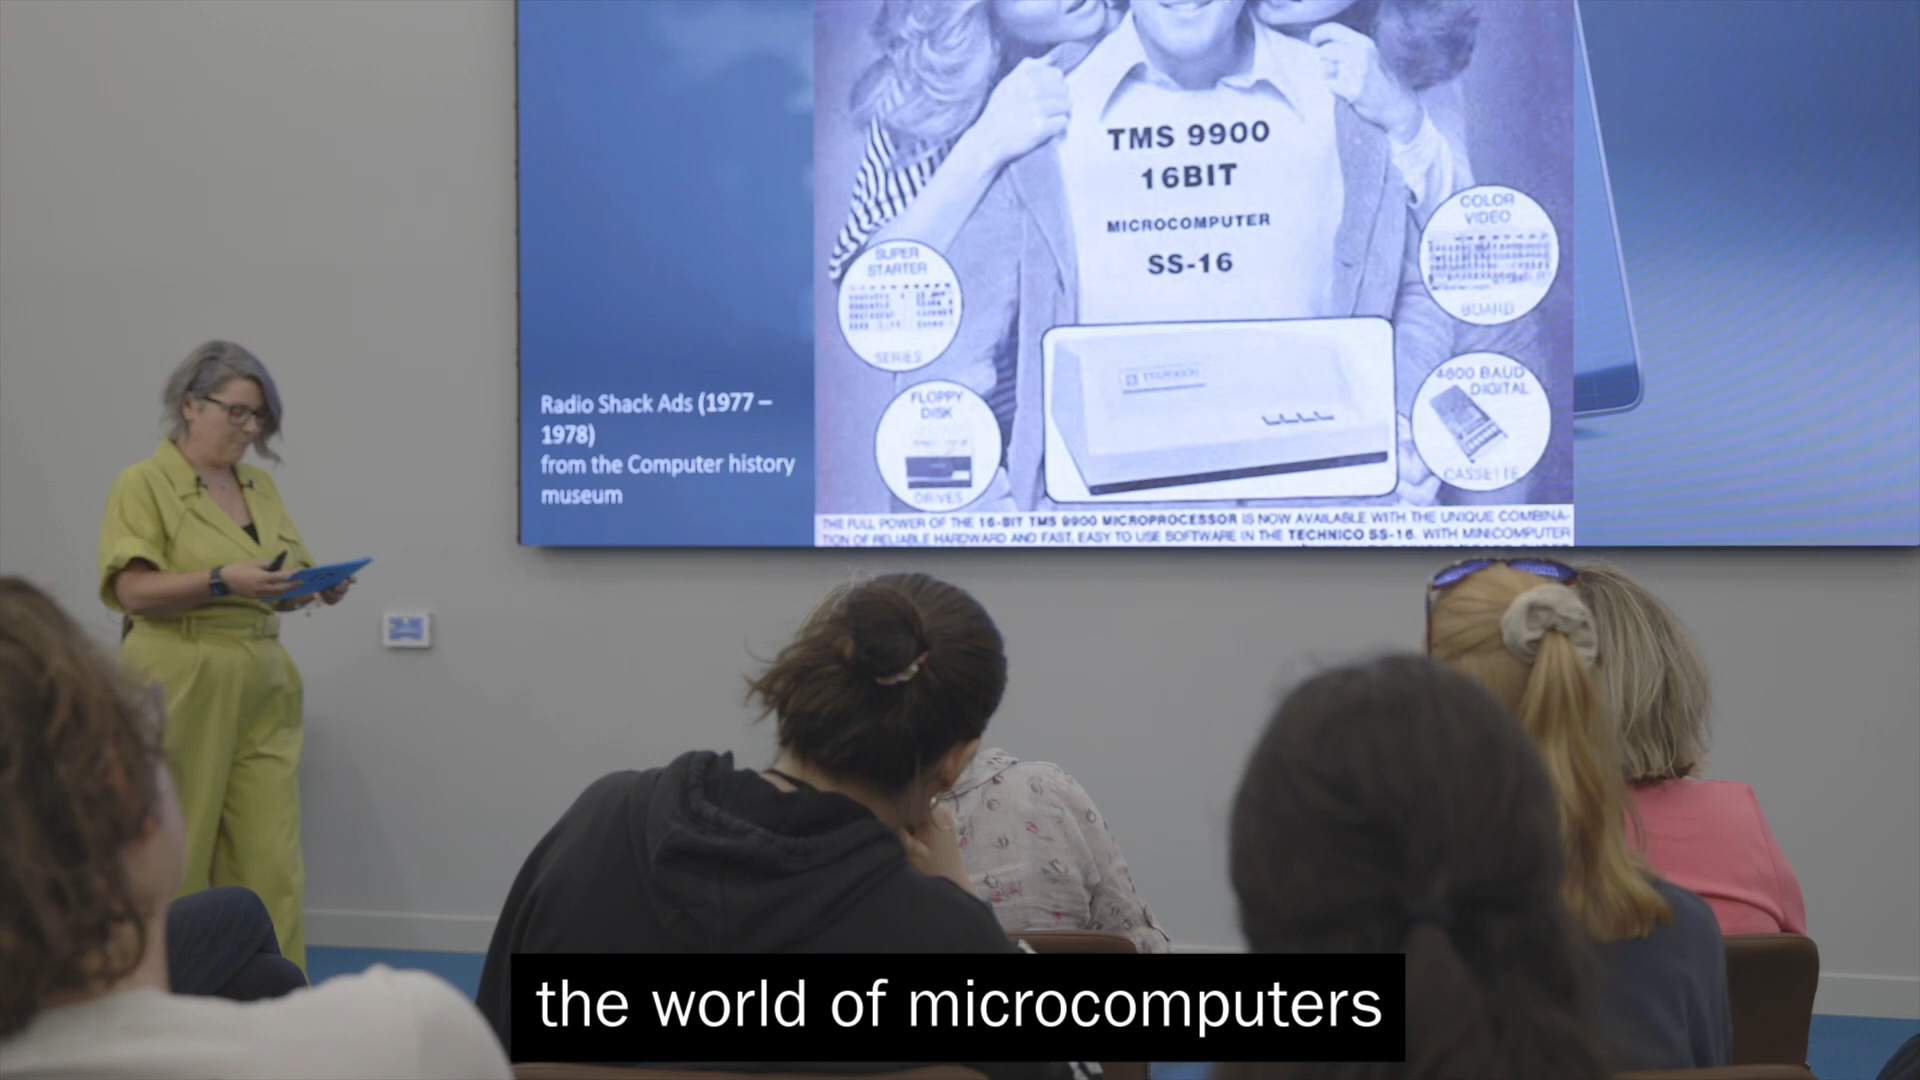 TMS 9900
16BIT
MICROCOMPUTER
SS-16
COLOR
VIDEO
BOARD
SUPER
STARTER
SERIES
FLOPPY
DISK
DRIVES
4800 BAUD
DIGITAL
CASSETTE
Radio Shack Ads (1977 –
1978)
from the Computer history
museum
THE FULL POWER OF THE 16-BIT TMS 9900 MICROPROCESSOR IS NOW AVAILABLE WITH THE UNIQUE COMBINA-
TION OF RELIABLE HARDWARD AND FAST, EASY TO USE SOFTWARE IN THE TECHNICO SS-16. WITH MINICOMPUTER
the world of microcomputers